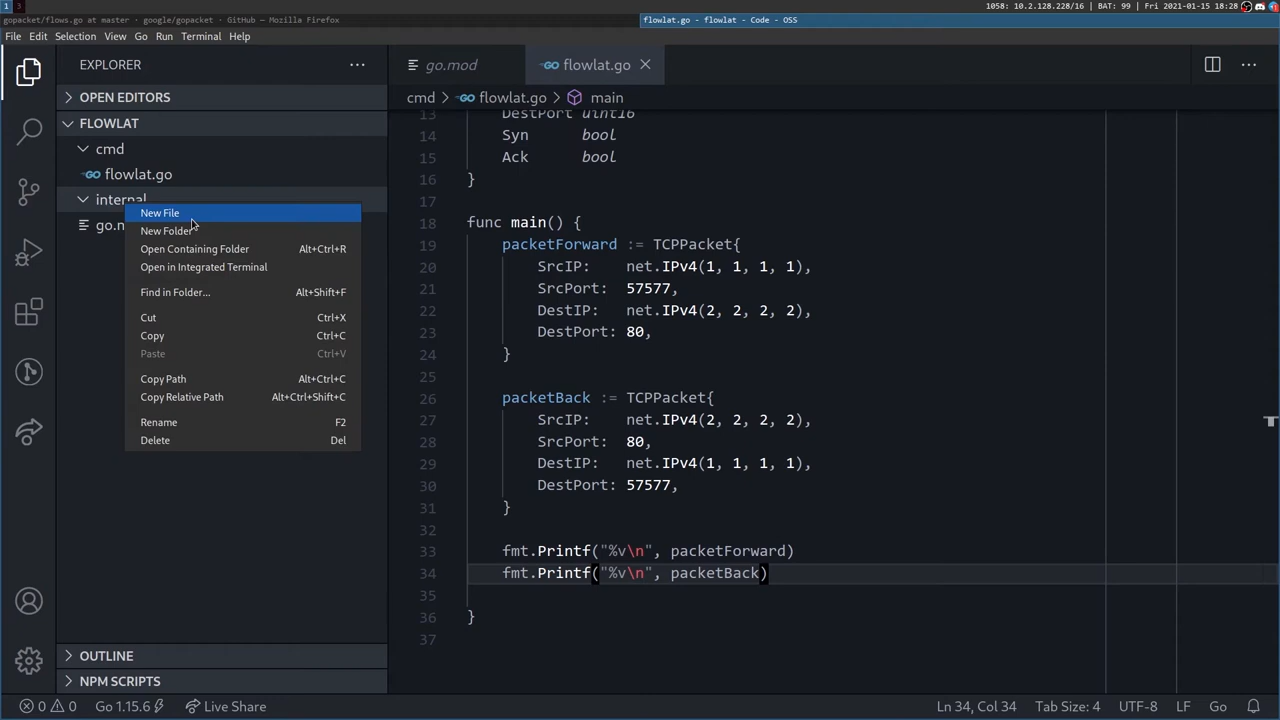 1 3
1058: 10.2.128.228/16 | BAT: 99 | Fri 2021-01-15 18:28
gopacket/flows.go at master · google/gopacket · GitHub — Mozilla Firefox
flowlat.go - flowlat - Code - OSS
File Edit Selection View Go Run Terminal Help
EXPLORER
OPEN EDITORS
FLOWLAT
cmd
flowlat.go
internal
go.m
New File
New Folder
Open Containing Folder Alt+Ctrl+R
Open in Integrated Terminal
Find in Folder... Alt+Shift+F
Cut Ctrl+X
Copy Ctrl+C
Paste Ctrl+V
Copy Path Alt+Ctrl+C
Copy Relative Path Alt+Ctrl+Shift+C
Rename F2
Delete Del
OUTLINE
NPM SCRIPTS
go.mod
flowlat.go
cmd > flowlat.go > main
13 DestPort uint16
14 Syn bool
15 Ack bool
16 }
17
18 func main() {
19 packetForward := TCPPacket{
20 SrcIP: net.IPv4(1, 1, 1, 1),
21 SrcPort: 57577,
22 DestIP: net.IPv4(2, 2, 2, 2),
23 DestPort: 80,
24 }
25
26 packetBack := TCPPacket{
27 SrcIP: net.IPv4(2, 2, 2, 2),
28 SrcPort: 80,
29 DestIP: net.IPv4(1, 1, 1, 1),
30 DestPort: 57577,
31 }
32
33 fmt.Printf("%v\n", packetForward)
34 fmt.Printf("%v\n", packetBack)
35
36 }
37
0 0 Go 1.15.6 Live Share
Ln 34, Col 34 Tab Size: 4 UTF-8 LF Go